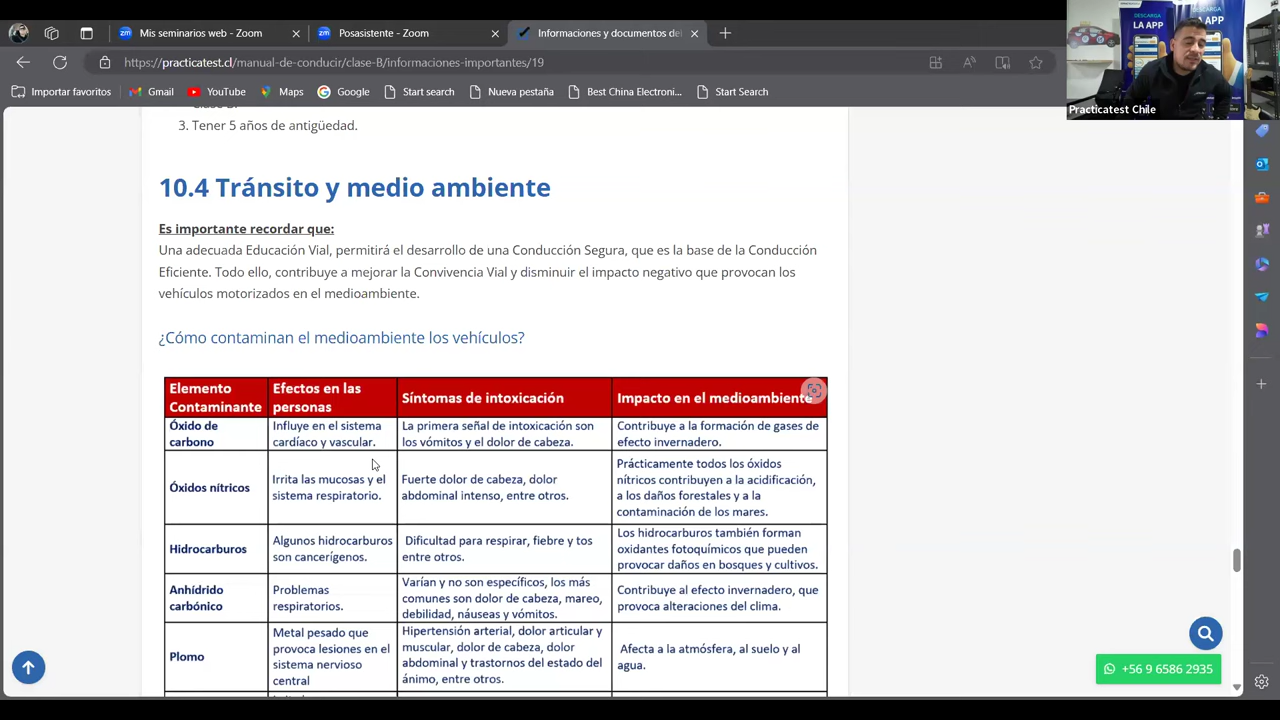 Mis seminarios web - Zoom
Posasistente - Zoom
Informaciones y documentos de
https://practicatest.cl/manual-de-conducir/clase-B/informaciones-importantes/19
Importar favoritos
Gmail
YouTube
Maps
Google
Start search
Nueva pestaña
Best China Electroni...
Start Search
DESCARGA
LA APP
DESCARGA
LA APP
Practicatest Chile
3. Tener 5 años de antigüedad.
10.4 Tránsito y medio ambiente
Es importante recordar que:
Una adecuada Educación Vial, permitirá el desarrollo de una Conducción Segura, que es la base de la Conducción
Eficiente. Todo ello, contribuye a mejorar la Convivencia Vial y disminuir el impacto negativo que provocan los
vehículos motorizados en el medioambiente.
¿Cómo contaminan el medioambiente los vehículos?
Elemento
Contaminante
Efectos en las
personas
Síntomas de intoxicación
Impacto en el medioambiente
Óxido de
carbono
Influye en el sistema
cardíaco y vascular.
La primera señal de intoxicación son
los vómitos y el dolor de cabeza.
Contribuye a la formación de gases de
efecto invernadero.
Óxidos nítricos
Irrita las mucosas y el
sistema respiratorio.
Fuerte dolor de cabeza, dolor
abdominal intenso, entre otros.
Prácticamente todos los óxidos
nítricos contribuyen a la acidificación,
a los daños forestales y a la
contaminación de los mares.
Hidrocarburos
Algunos hidrocarburos
son cancerígenos.
Dificultad para respirar, fiebre y tos
entre otros.
Los hidrocarburos también forman
oxidantes fotoquímicos que pueden
provocar daños en bosques y cultivos.
Anhídrido
carbónico
Problemas
respiratorios.
Varían y no son específicos, los más
comunes son dolor de cabeza, mareo,
debilidad, náuseas y vómitos.
Contribuye al efecto invernadero, que
provoca alteraciones del clima.
Plomo
Metal pesado que
provoca lesiones en el
sistema nervioso
central
Hipertensión arterial, dolor articular y
muscular, dolor de cabeza, dolor
abdominal y trastornos del estado del
ánimo, entre otros.
Afecta a la atmósfera, al suelo y al
agua.
+56 9 6586 2935